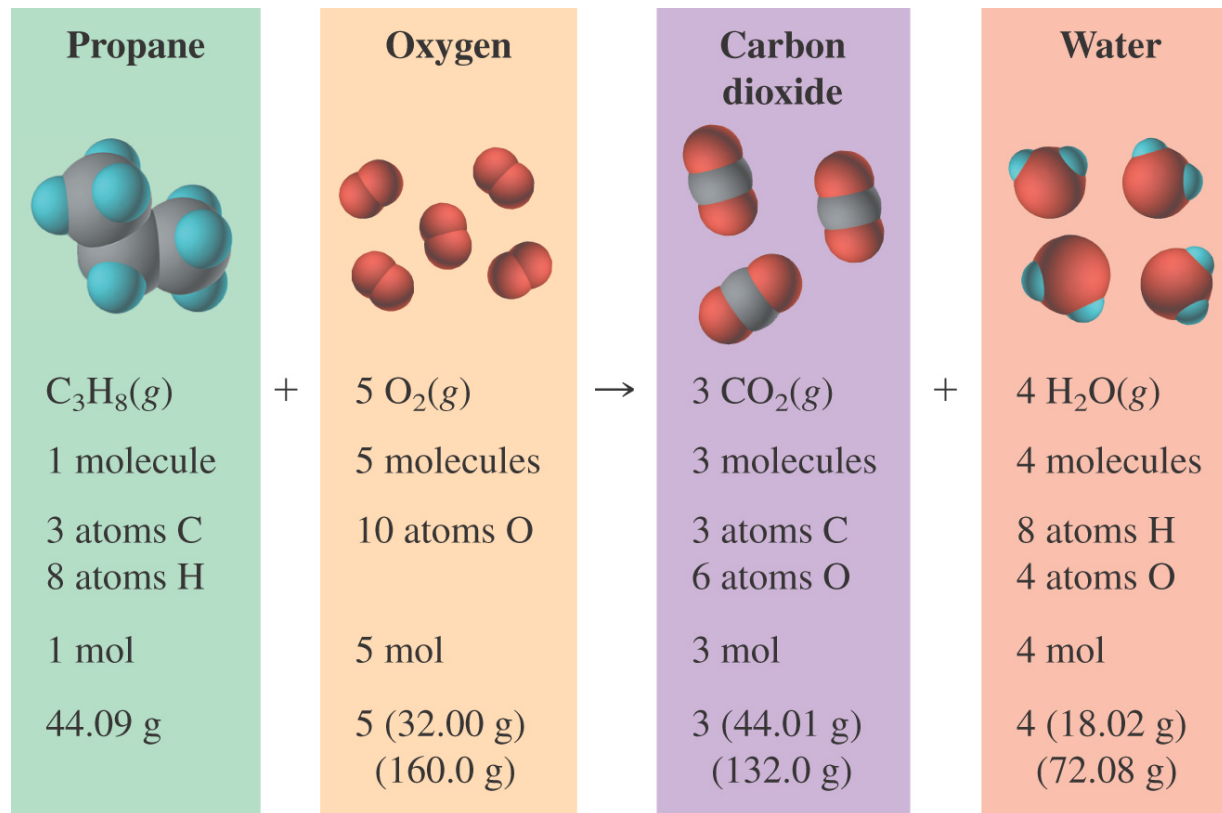 Propane
Oxygen
Carbon
dioxide
Water
C₃H₈(g) + 5 O₂(g) → 3 CO₂(g) + 4 H₂O(g)
1 molecule 5 molecules 3 molecules 4 molecules
3 atoms C 10 atoms O 3 atoms C 8 atoms H
8 atoms H 6 atoms O 4 atoms O
1 mol 5 mol 3 mol 4 mol
44.09 g 5 (32.00 g) 3 (44.01 g) 4 (18.02 g)
(160.0 g) (132.0 g) (72.08 g)